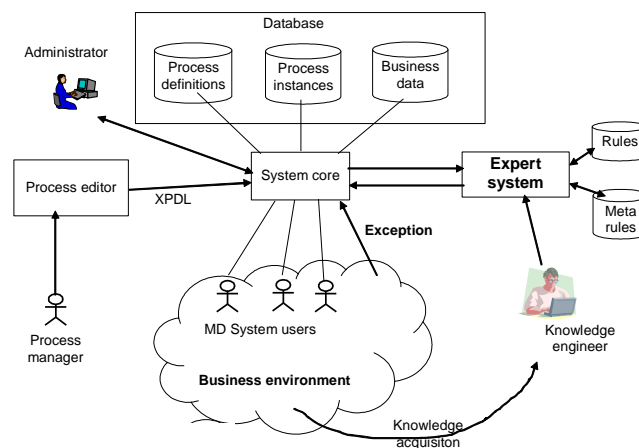 Database
Administrator
Process
definitions
Process
instances
Business
data
Process editor
XPDL
System core
Expert
system
Rules
Meta
rules
Exception
MD System users
Process
manager
Knowledge
engineer
Business environment
Knowledge
acquisiton